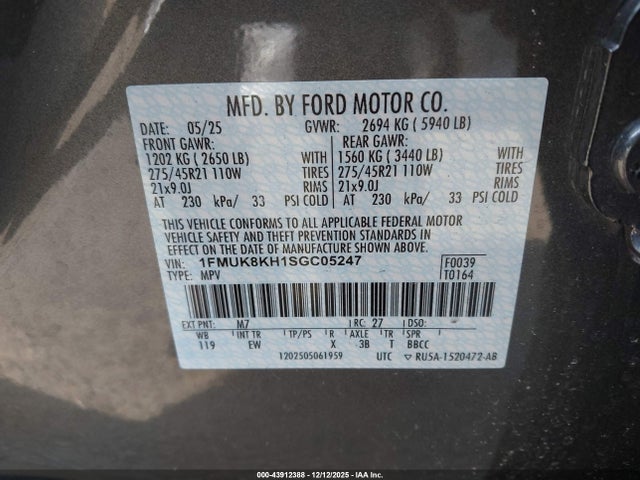 MFD. BY FORD MOTOR CO.
DATE: 05/25 GVWR: 2694 KG ( 5940 LB)
FRONT GAWR: REAR GAWR:
1202 KG ( 2650 LB) WITH 1560 KG ( 3440 LB) WITH
275/45R21 110W TIRES 275/45R21 110W TIRES
21x9.0J RIMS 21x9.0J RIMS
AT 230 kPa/ 33 PSI COLD AT 230 kPa/ 33 PSI COLD
THIS VEHICLE CONFORMS TO ALL APPLICABLE FEDERAL MOTOR
VEHICLE SAFETY AND THEFT PREVENTION STANDARDS IN
EFFECT ON THE DATE OF MANUFACTURE SHOWN ABOVE.
VIN: 1FMUK8KH1SGC05247 F0039
TYPE: MPV T0164
EXT PNT: M7 RC: 27 DSO:
WB INT TR TP/PS R AXLE TR SPR
119 EW X 3B T BBCC
1202505061959 UTC RU5A-1520472-AB
000-43912388 - 12/12/2025 - IAA Inc.